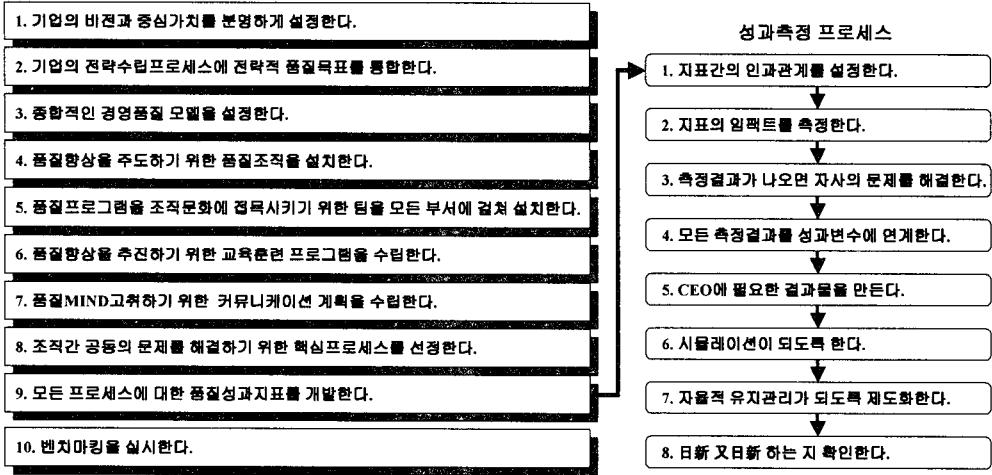 1. 기업의 비전과 중심가치를 분명하게 설정한다.
2. 기업의 전략수립프로세스에 전략적 품질목표를 통합한다.
3. 종합적인 경영품질 모델을 설정한다.
4. 품질향상을 주도하기 위한 품질조직을 설치한다.
5. 품질프로그램을 조직문화에 접목시키기 위한 팀을 모든 부서에 걸쳐 설치한다.
6. 품질향상을 추진하기 위한 교육훈련 프로그램을 수립한다.
7. 품질MIND고취하기 위한 커뮤니케이션 계획을 수립한다.
8. 조직간 공동의 문제를 해결하기 위한 핵심프로세스를 선정한다.
9. 모든 프로세스에 대한 품질성과지표를 개발한다.
10. 벤치마킹을 실시한다.
성과측정 프로세스
1. 지표간의 인과관계를 설정한다.
2. 지표의 임팩트를 측정한다.
3. 측정결과가 나오면 자사의 문제를 해결한다.
4. 모든 측정결과를 성과변수에 연계한다.
5. CEO에 필요한 결과물을 만든다.
6. 시뮬레이션이 되도록 한다.
7. 자율적 유지관리가 되도록 제도화한다.
8. 日新 又日新 하는 지 확인한다.